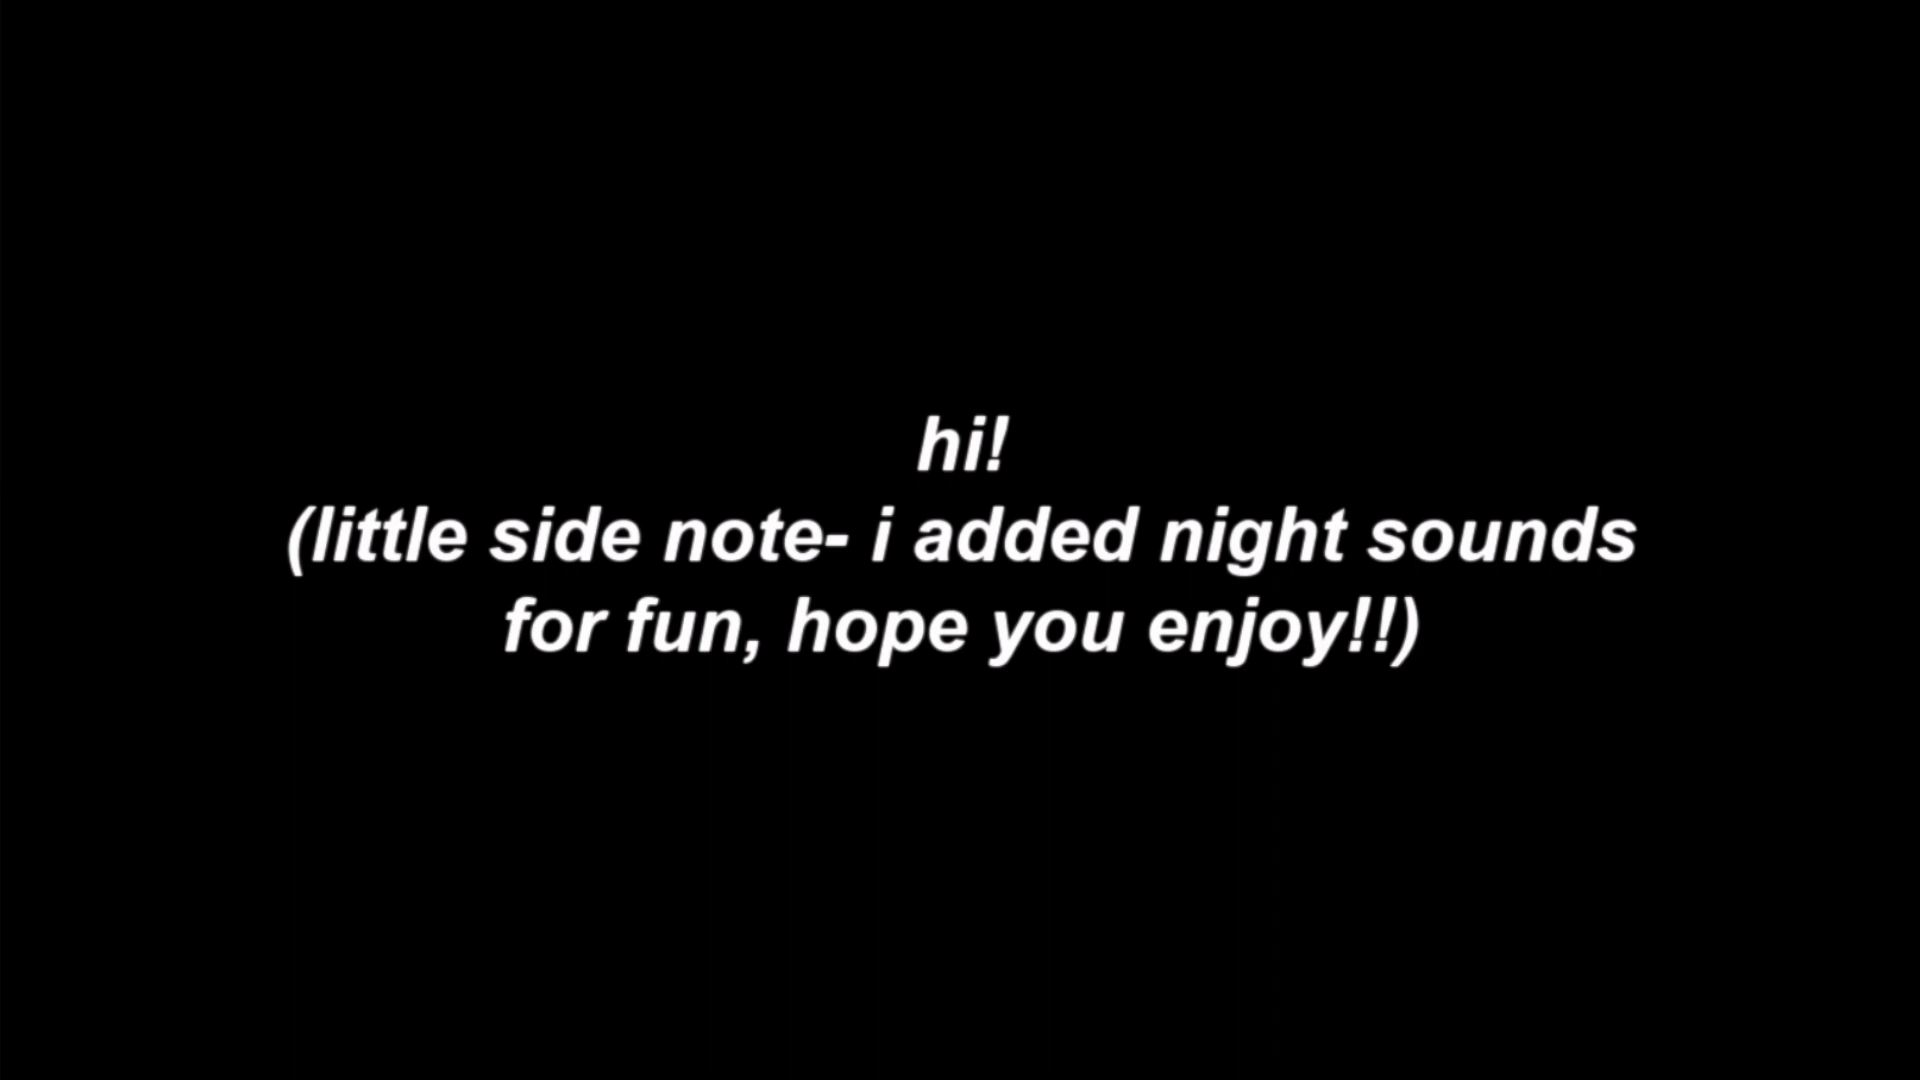 hi!
(little side note- i added night sounds
for fun, hope you enjoy!!)